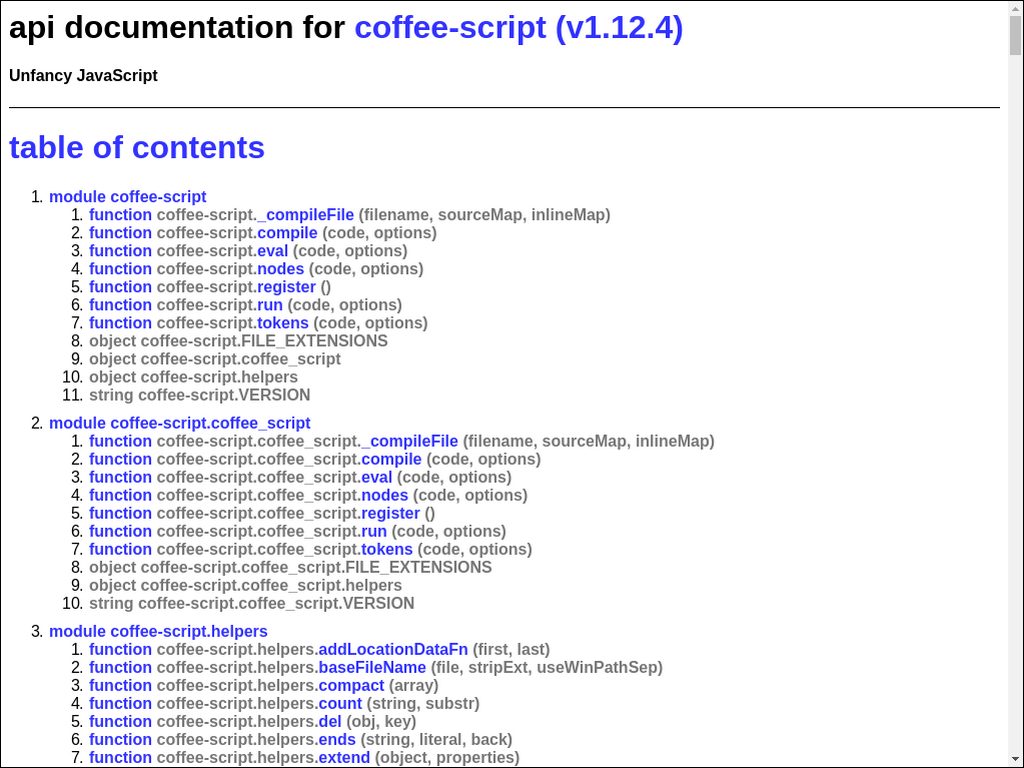 api documentation for coffee-script (v1.12.4)
Unfancy JavaScript
table of contents
1. module coffee-script
1. function coffee-script._compileFile (filename, sourceMap, inlineMap)
2. function coffee-script.compile (code, options)
3. function coffee-script.eval (code, options)
4. function coffee-script.nodes (code, options)
5. function coffee-script.register ()
6. function coffee-script.run (code, options)
7. function coffee-script.tokens (code, options)
8. object coffee-script.FILE_EXTENSIONS
9. object coffee-script.coffee_script
10. object coffee-script.helpers
11. string coffee-script.VERSION
2. module coffee-script.coffee_script
1. function coffee-script.coffee_script._compileFile (filename, sourceMap, inlineMap)
2. function coffee-script.coffee_script.compile (code, options)
3. function coffee-script.coffee_script.eval (code, options)
4. function coffee-script.coffee_script.nodes (code, options)
5. function coffee-script.coffee_script.register ()
6. function coffee-script.coffee_script.run (code, options)
7. function coffee-script.coffee_script.tokens (code, options)
8. object coffee-script.coffee_script.FILE_EXTENSIONS
9. object coffee-script.coffee_script.helpers
10. string coffee-script.coffee_script.VERSION
3. module coffee-script.helpers
1. function coffee-script.helpers.addLocationDataFn (first, last)
2. function coffee-script.helpers.baseFileName (file, stripExt, useWinPathSep)
3. function coffee-script.helpers.compact (array)
4. function coffee-script.helpers.count (string, substr)
5. function coffee-script.helpers.del (obj, key)
6. function coffee-script.helpers.ends (string, literal, back)
7. function coffee-script.helpers.extend (object, properties)